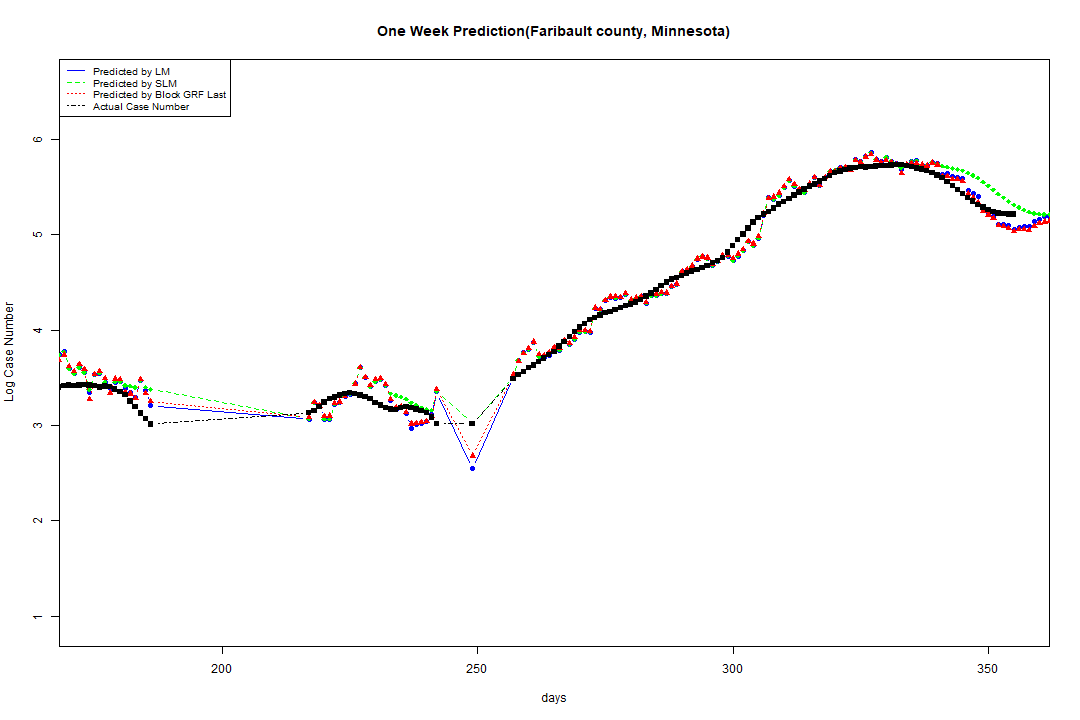 One Week Prediction(Faribault county, Minnesota)
Predicted by LM
Predicted by SLM
Predicted by Block GRF Last
Actual Case Number
Log Case Number
6
5
4
3
2
1
200
250
300
350
days